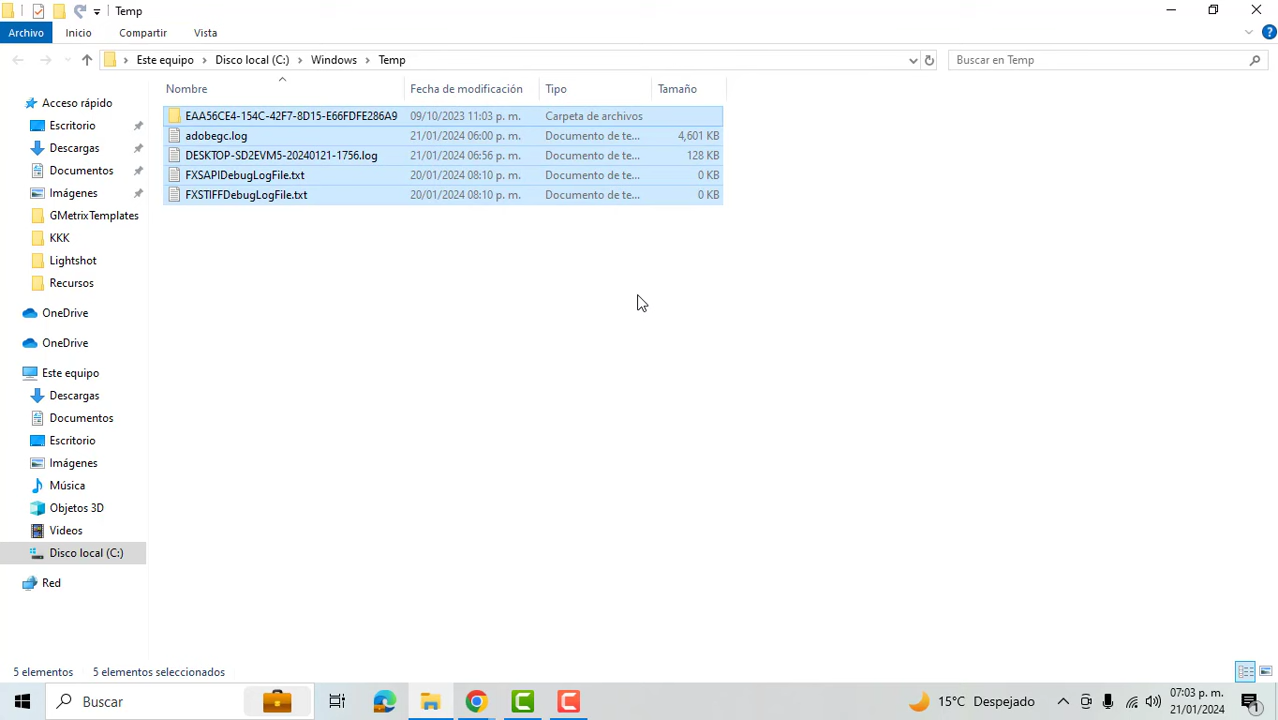 Temp
Archivo Inicio Compartir Vista
Este equipo Disco local (C:) Windows Temp Buscar en Temp
Nombre Fecha de modificación Tipo Tamaño
EAA56CE4-154C-42F7-8D15-E66FDFE286A9 09/10/2023 11:03 p. m. Carpeta de archivos
adobegc.log 21/01/2024 06:00 p. m. Documento de te... 4,601 KB
DESKTOP-SD2EVM5-20240121-1756.log 21/01/2024 06:56 p. m. Documento de te... 128 KB
FXSAPIDebugLogFile.txt 20/01/2024 08:10 p. m. Documento de te... 0 KB
FXSTIFFDebugLogFile.txt 20/01/2024 08:10 p. m. Documento de te... 0 KB
Acceso rápido
Escritorio
Descargas
Documentos
Imágenes
GMetrixTemplates
KKK
Lightshot
Recursos
OneDrive
OneDrive
Este equipo
Descargas
Documentos
Escritorio
Imágenes
Música
Objetos 3D
Videos
Disco local (C:)
Red
5 elementos 5 elementos seleccionados
Buscar
15°C Despejado
07:03 p. m.
21/01/2024
1